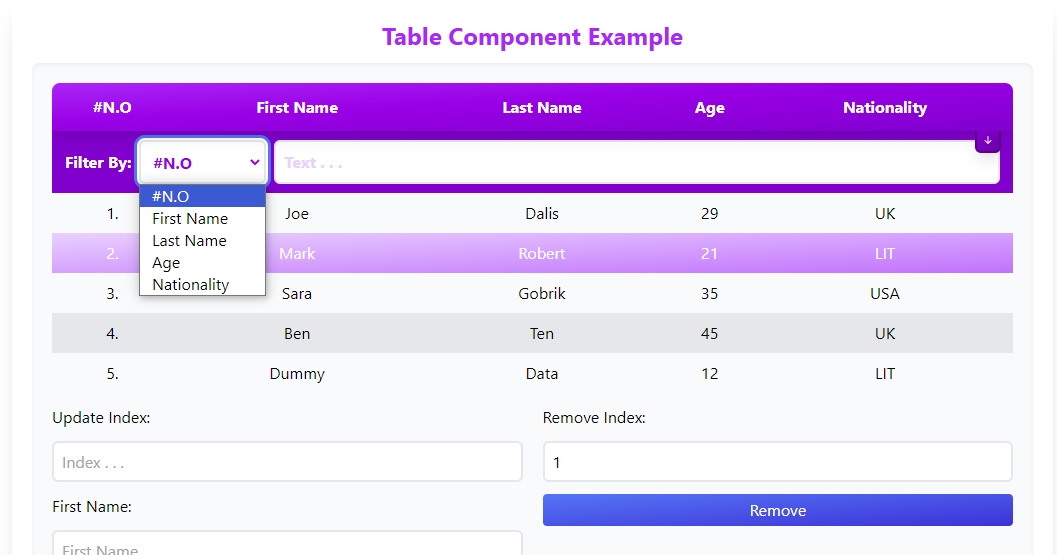 Table Component Example
#N.O First Name Last Name Age Nationality
Filter By: #N.O Text . . . ↓
#N.O
First Name
Last Name
Age
Nationality
1. Joe Dalis 29 UK
2. Mark Robert 21 LIT
3. Sara Gobrik 35 USA
4. Ben Ten 45 UK
5. Dummy Data 12 LIT
Update Index: Remove Index:
Index . . . 1
First Name: Remove
First Name